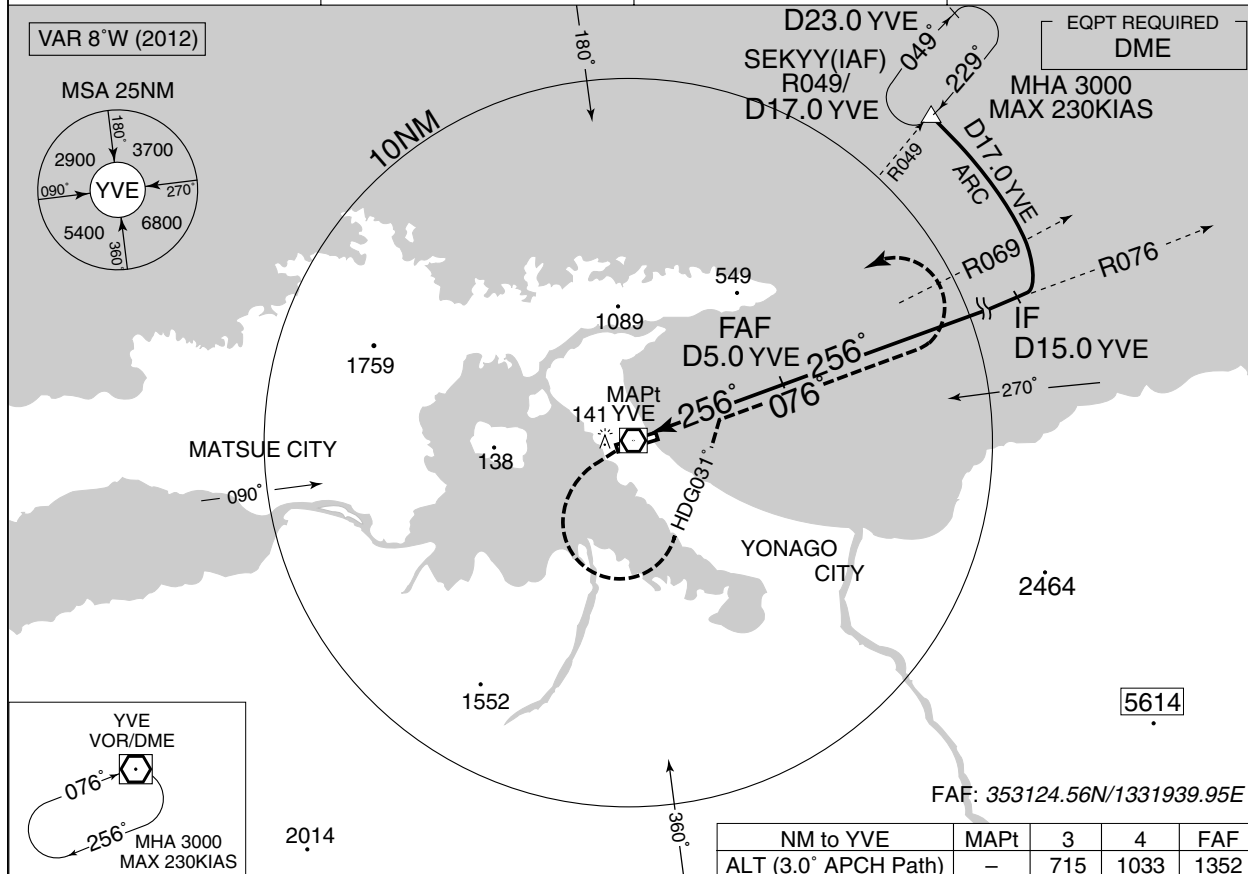 VAR 8°W (2012)
MSA 25NM
180°
2900
3700
090°
YVE
270°
5400
6800
360°
10NM
180°
D23.0 YVE
SEKYY(IAF)
R049/
D17.0 YVE
049°
229°
EQPT REQUIRED
DME
MHA 3000
MAX 230KIAS
R049
D17.0 YVE
ARC
R069
R076
IF
D15.0 YVE
549
1089
1759
FAF
D5.0 YVE
256°
256°
076°
270°
MAPt
YVE
141
138
MATSUE CITY
090°
HDG031°
YONAGO
CITY
2464
1552
5614
2014
360°
YVE
VOR/DME
076°
256°
MHA 3000
MAX 230KIAS
FAF: 353124.56N/1331939.95E
NM to YVE MAPt 3 4 FAF
ALT (3.0° APCH Path) – 715 1033 1352